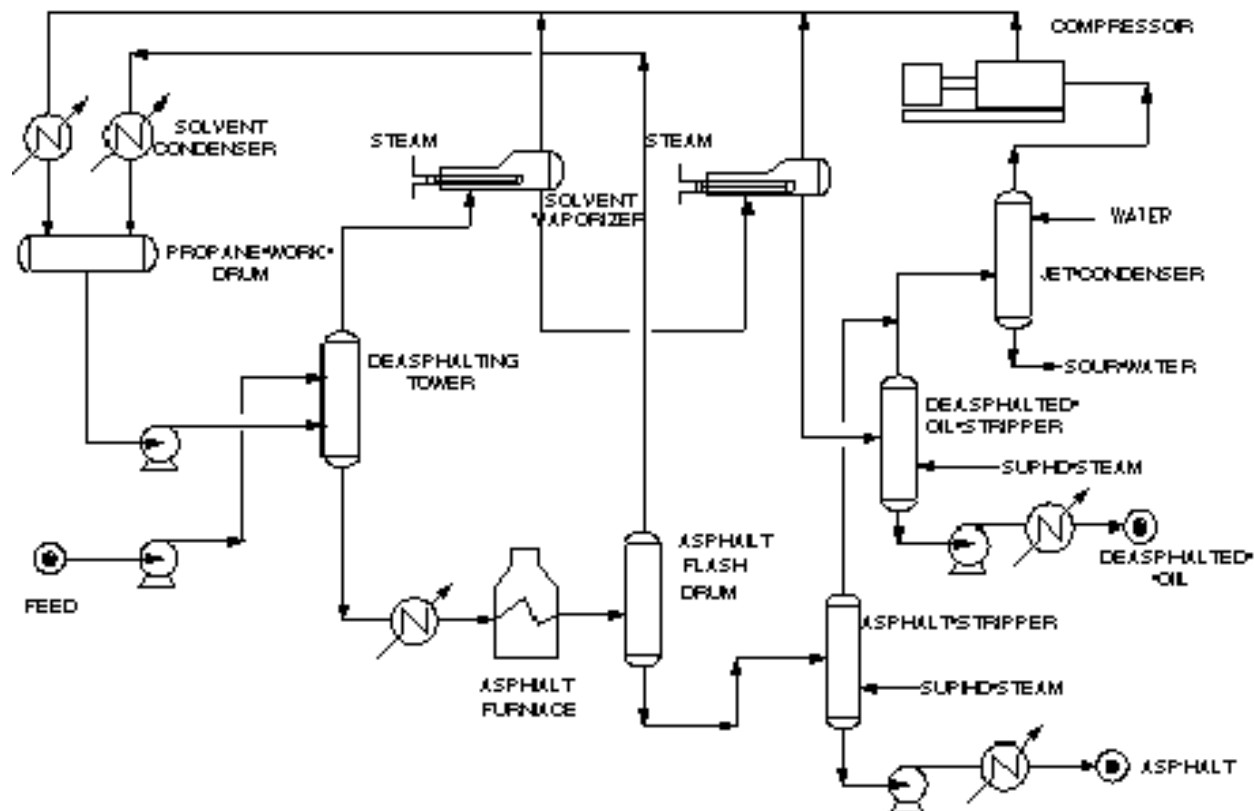 COMPRESSOR
SOLVENT
CONDENSER
STEAM
STEAM
SOLVENT
VAPORIZER
WATER
PROPANE•WORK•
DRUM
JET•CONDENSER
DEASPHALTING
TOWER
SOUR•WATER
DEASPHALTED•
OIL•STRIPPER
SUPHD•STEAM
ASPHALT
FLASH
DRUM
DEASPHALTED•
•OIL
FEED
ASPHALT•STRIPPER
ASPHALT
FURNACE
SUPHD•STEAM
ASPHALT